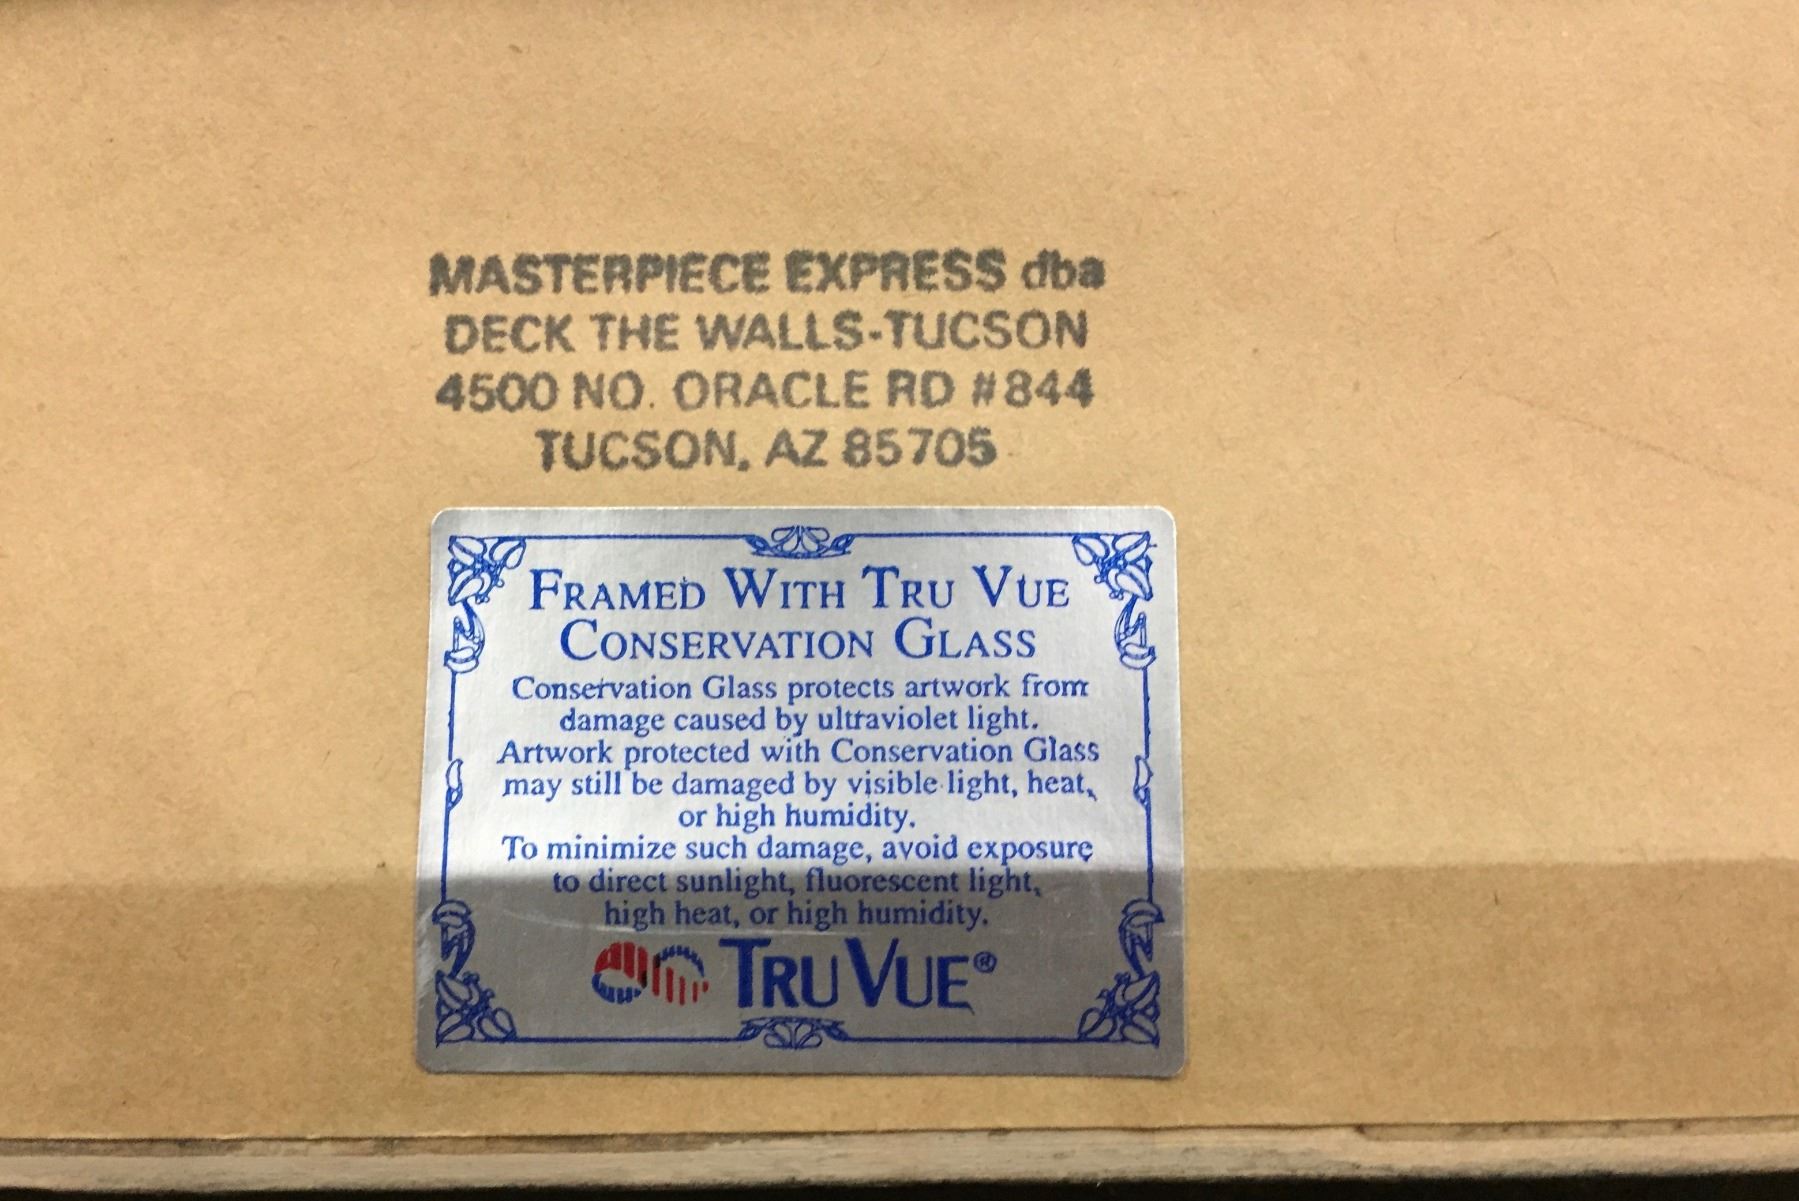 MASTERPIECE EXPRESS dba
DECK THE WALLS-TUCSON
4500 NO. ORACLE RD #844
TUCSON, AZ 85705
FRAMED WITH TRU VUE
CONSERVATION GLASS
Conservation Glass protects artwork from
damage caused by ultraviolet light.
Artwork protected with Conservation Glass
may still be damaged by visible light, heat,
or high humidity.
To minimize such damage, avoid exposure
to direct sunlight, fluorescent light,
high heat, or high humidity.
TRU VUE®